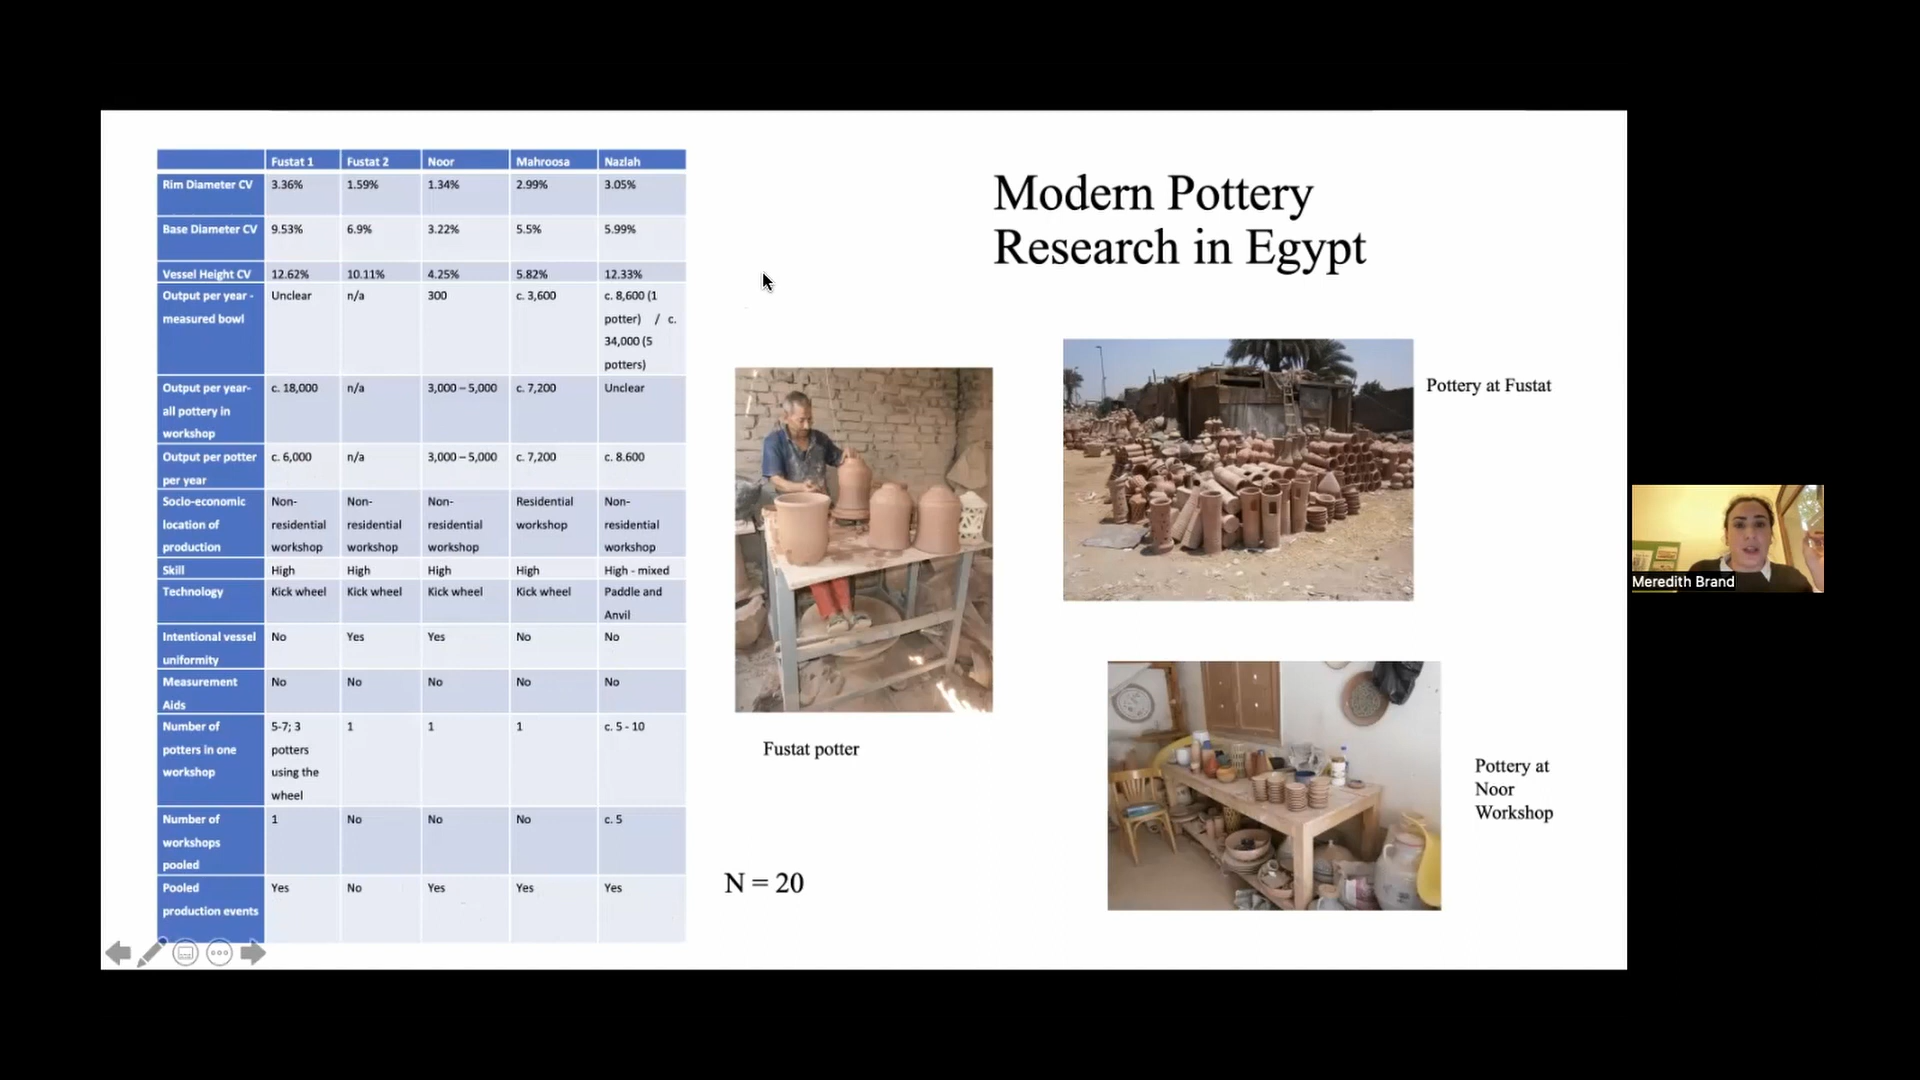 Modern Pottery
Research in Egypt
Fustat 1 Fustat 2 Noor Mahroosa Nazlah
Rim Diameter CV 3.36% 1.59% 1.34% 2.99% 3.05%
Base Diameter CV 9.53% 6.9% 3.22% 5.5% 5.99%
Vessel Height CV 12.62% 10.11% 4.25% 5.82% 12.33%
Output per year - Unclear n/a 300 c. 3,600 c. 8,600 (1
measured bowl potter) / c.
34,000 (5
potters)
Output per year- c. 18,000 n/a 3,000 – 5,000 c. 7,200 Unclear
all pottery in
workshop
Output per potter c. 6,000 n/a 3,000 – 5,000 c. 7,200 c. 8.600
per year
Socio-economic Non- Non- Non- Residential Non-
location of residential residential residential workshop residential
production workshop workshop workshop workshop
Skill High High High High High - mixed
Technology Kick wheel Kick wheel Kick wheel Kick wheel Paddle and
Anvil
Intentional vessel No Yes Yes No No
uniformity
Measurement No No No No No
Aids
Number of 5-7; 3 1 1 1 c. 5 - 10
potters in one potters
workshop using the
wheel
Number of 1 No No No c. 5
workshops
pooled
Pooled Yes No Yes Yes Yes
production events
Fustat potter
N = 20
Pottery at Fustat
Pottery at
Noor
Workshop
Meredith Brand